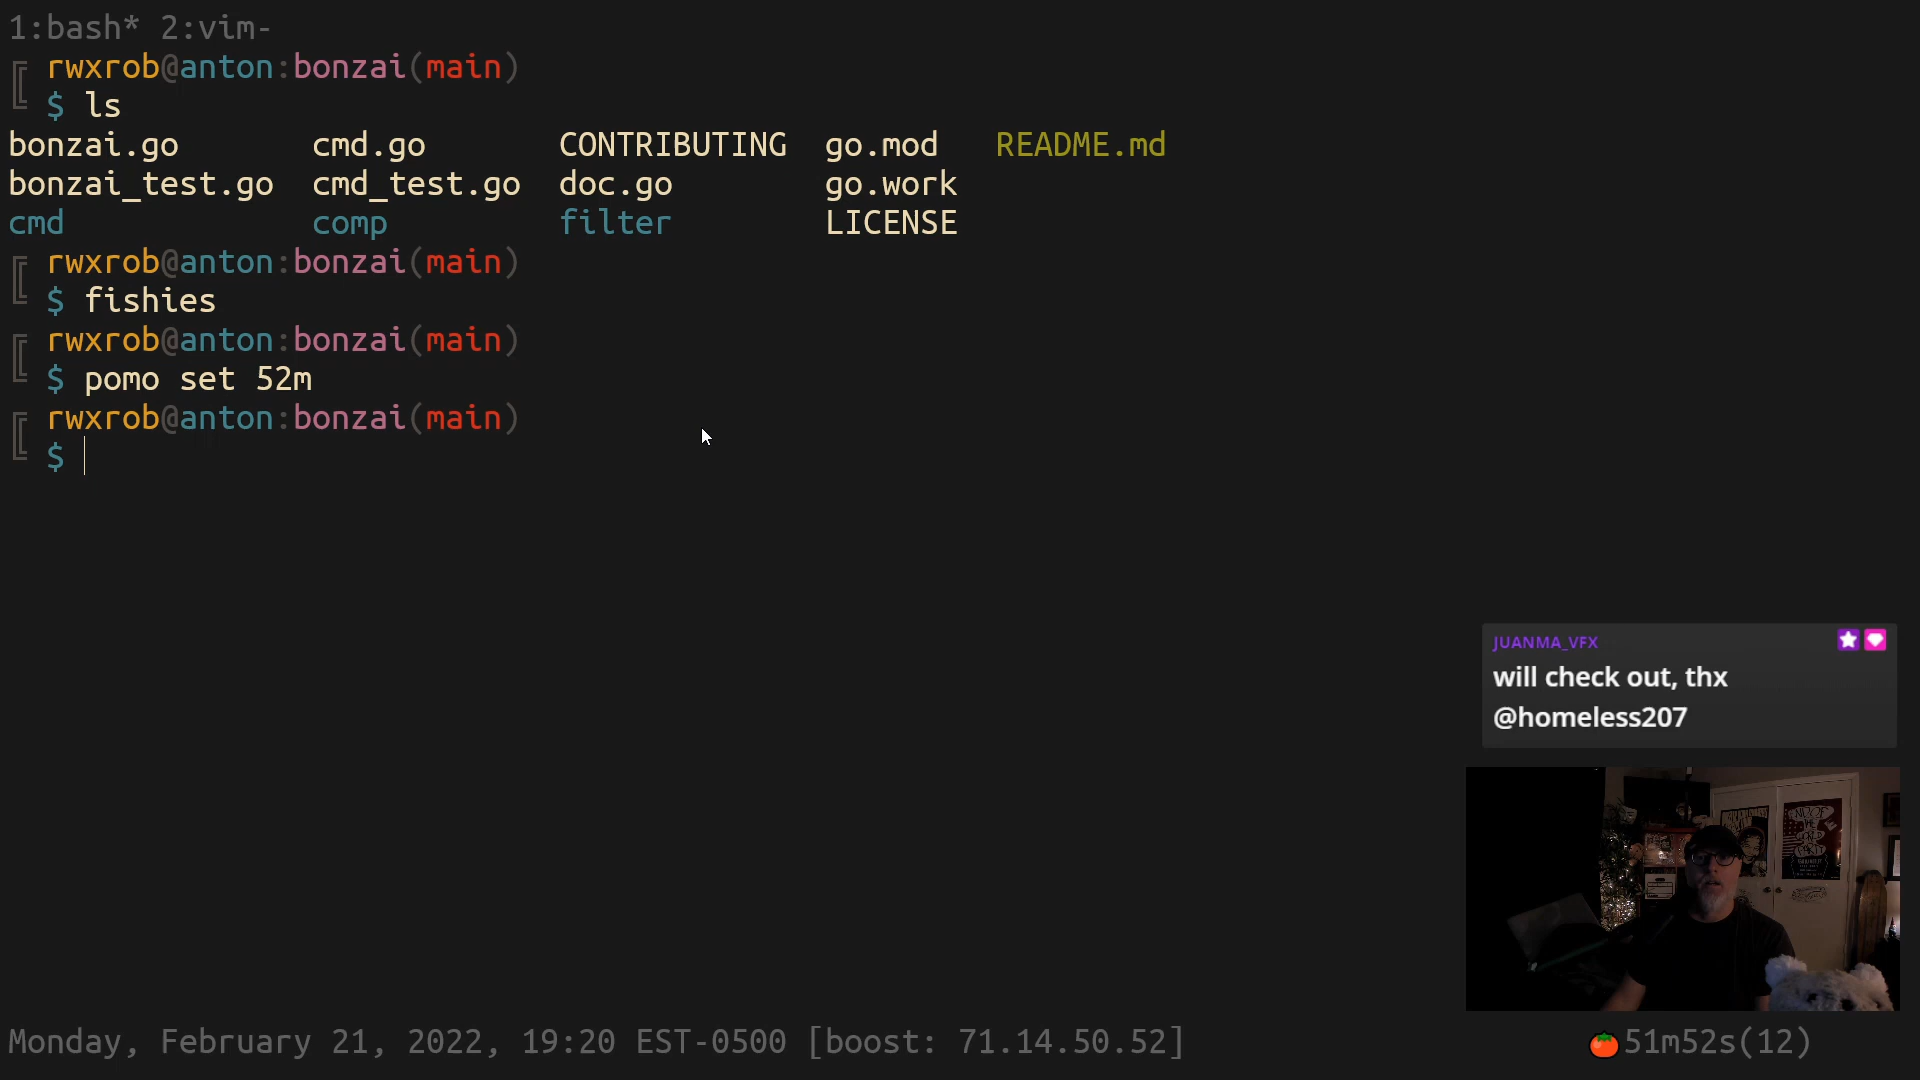 1:bash* 2:vim-
rwxrob@anton:bonzai(main)
$ ls
bonzai.go cmd.go CONTRIBUTING go.mod README.md
bonzai_test.go cmd_test.go doc.go go.work
cmd comp filter LICENSE
rwxrob@anton:bonzai(main)
$ fishies
rwxrob@anton:bonzai(main)
$ pomo set 52m
rwxrob@anton:bonzai(main)
$
JUANMA_VFX
will check out, thx
@homeless207
Monday, February 21, 2022, 19:20 EST-0500 [boost: 71.14.50.52]
🍅51m52s(12)